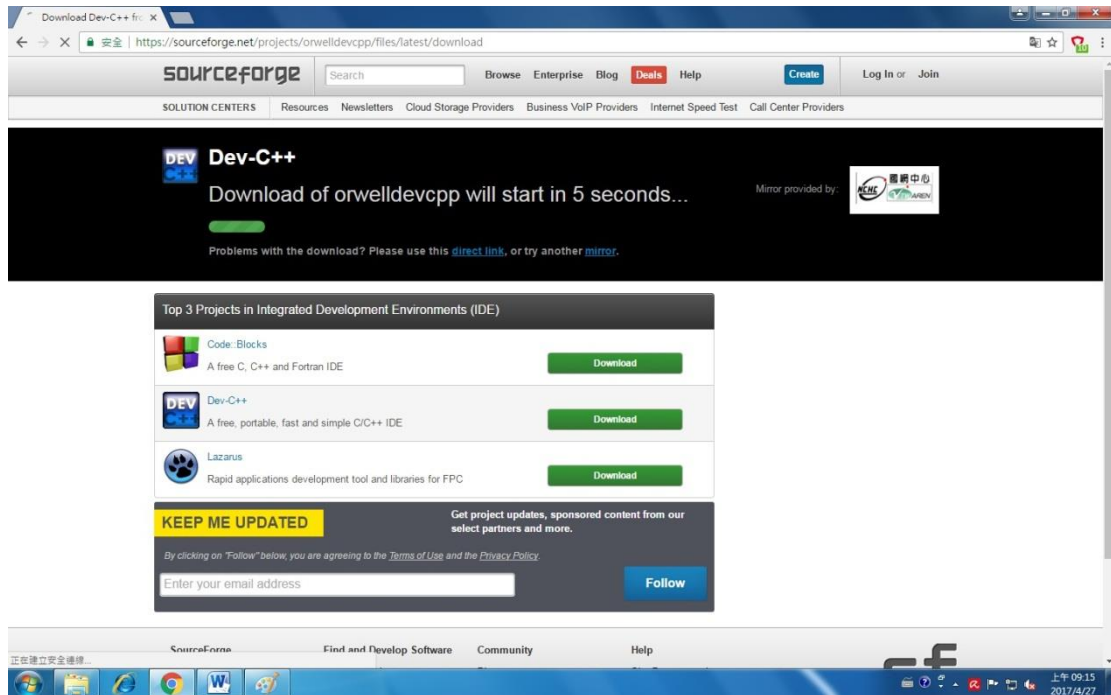 Download Dev-C++ fro
安全 | https://sourceforge.net/projects/orwelldevcpp/files/latest/download
sourceforge Search Browse Enterprise Blog Deals Help Create Log In or Join
SOLUTION CENTERS Resources Newsletters Cloud Storage Providers Business VoIP Providers Internet Speed Test Call Center Providers
DEV C++ Dev-C++
Download of orwelldevcpp will start in 5 seconds...
Mirror provided by: NCHC 國網中心
Problems with the download? Please use this direct link, or try another mirror.
Top 3 Projects in Integrated Development Environments (IDE)
Code::Blocks
A free C, C++ and Fortran IDE
Download
DEV C++ Dev-C++
A free, portable, fast and simple C/C++ IDE
Download
Lazarus
Rapid applications development tool and libraries for FPC
Download
KEEP ME UPDATED
Get project updates, sponsored content from our
select partners and more.
By clicking on "Follow" below, you are agreeing to the Terms of Use and the Privacy Policy.
Enter your email address
Follow
SourceForge Find and Develop Software Community Help
正在建立安全連線...
上午 09:15
2017/4/27